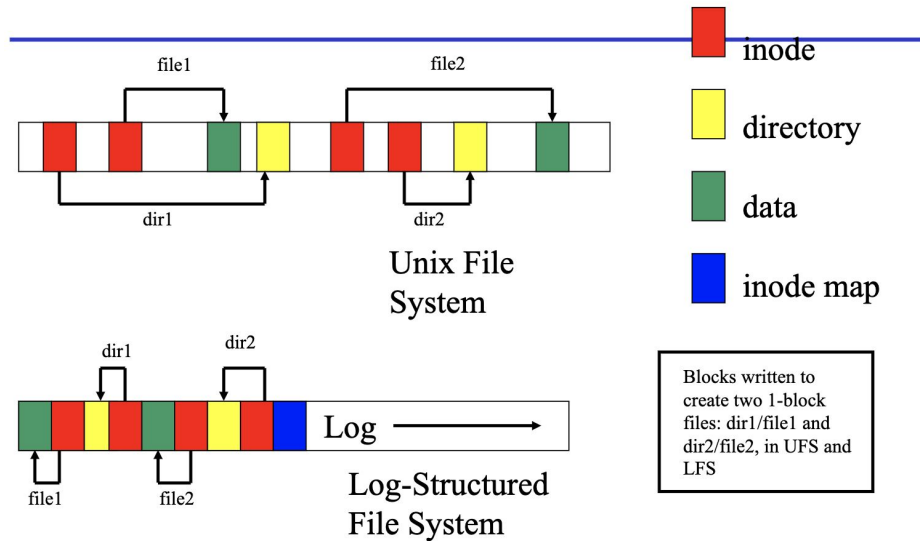 file1
file2
dir1
dir2
Unix File
System
inode
directory
data
inode map
dir1
dir2
Log
file1
file2
Log-Structured
File System
Blocks written to
create two 1-block
files: dir1/file1 and
dir2/file2, in UFS and
LFS